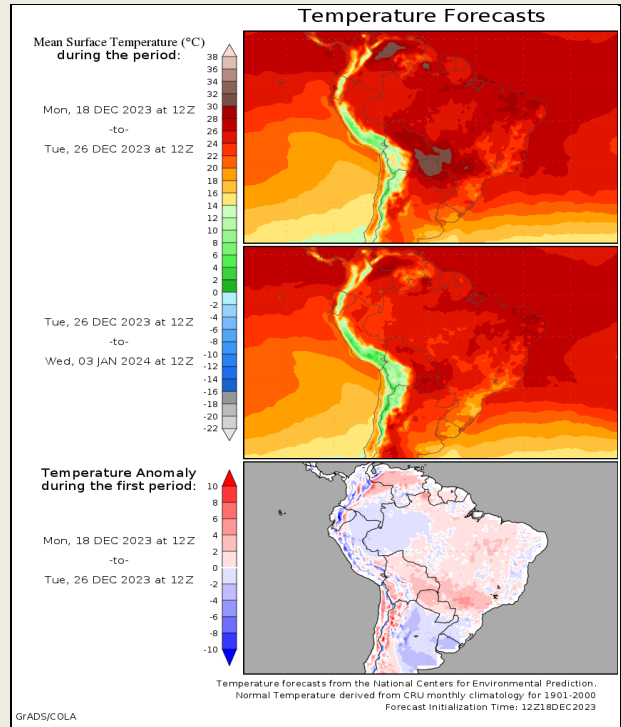 Temperature Forecasts
Mean Surface Temperature (°C)
during the period:
38
36
34
32
30
28
26
24
22
20
18
16
14
12
10
8
6
4
2
0
-2
-4
-6
-8
-10
-12
-14
-16
-18
-20
-22
Mon, 18 DEC 2023 at 12Z
-to-
Tue, 26 DEC 2023 at 12Z
Tue, 26 DEC 2023 at 12Z
-to-
Wed, 03 JAN 2024 at 12Z
Temperature Anomaly
during the first period:
10
8
6
4
2
0
-2
-4
-6
-8
-10
Mon, 18 DEC 2023 at 12Z
-to-
Tue, 26 DEC 2023 at 12Z
Temperature forecasts from the National Centers for Environmental Prediction.
Normal Temperature derived from CRU monthly climatology for 1901-2000
Forecast Initialization Time: 12Z18DEC2023
GrADS/COLA